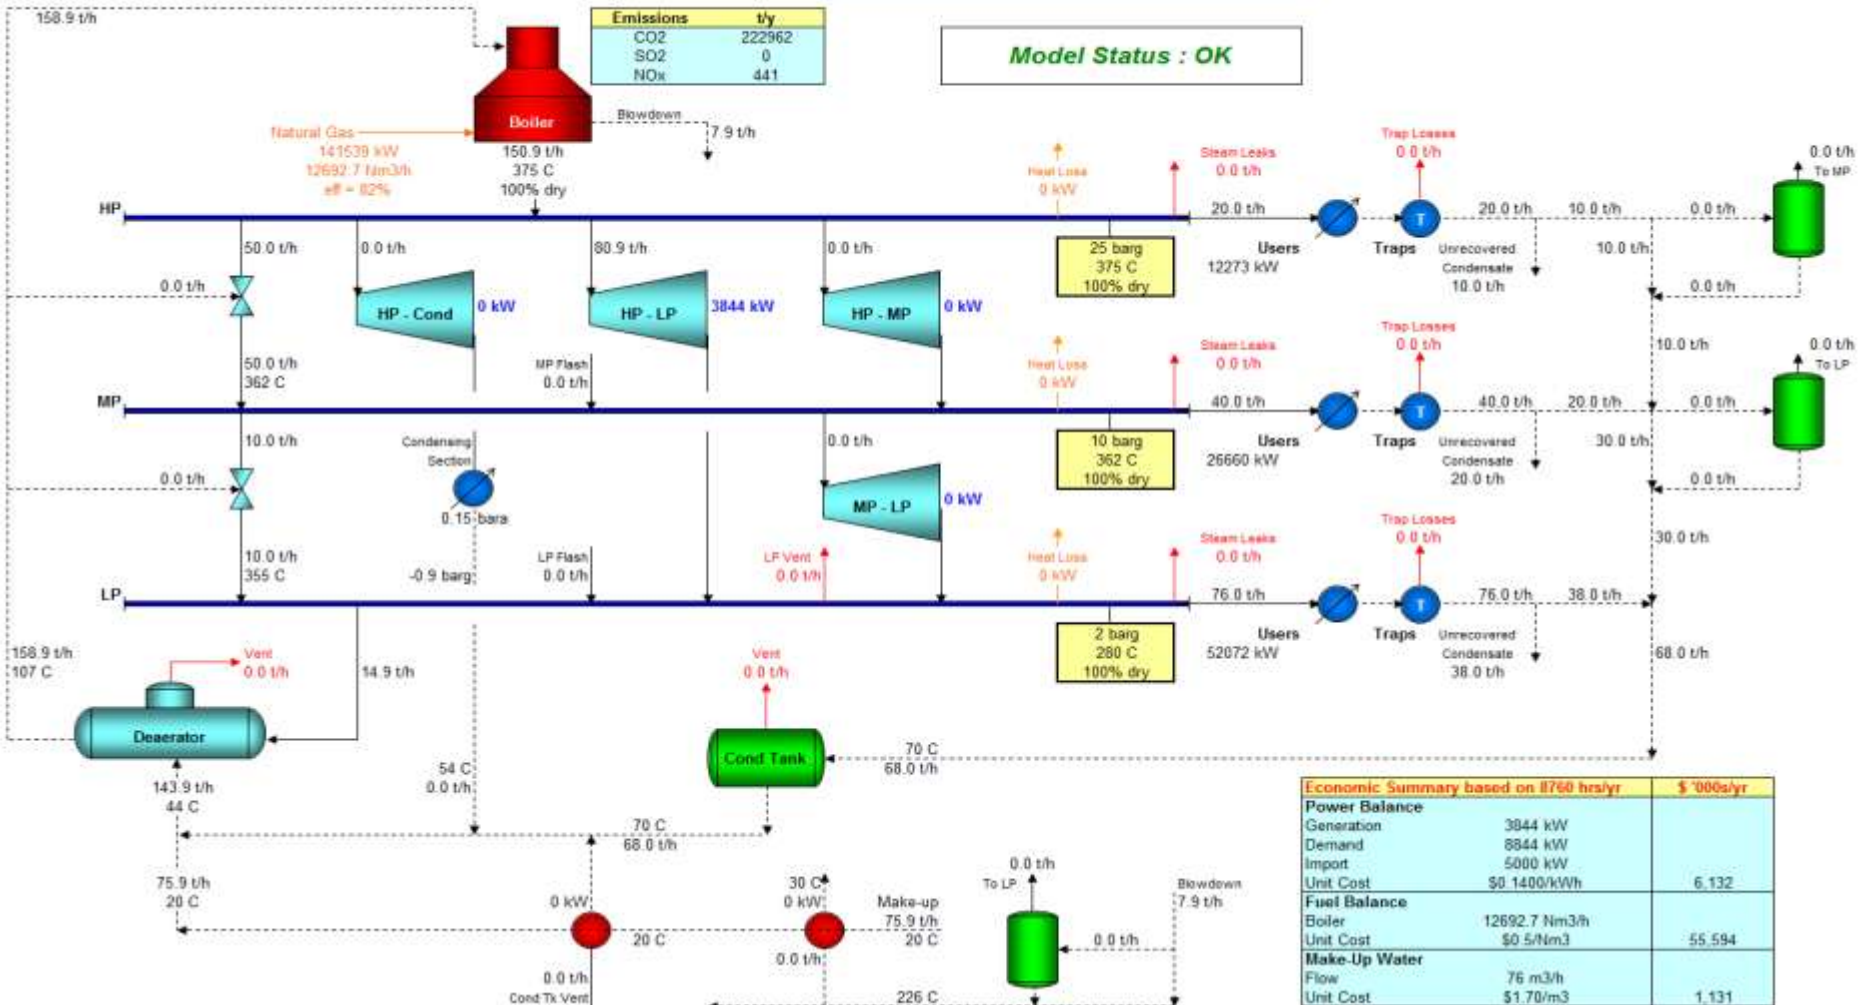 158.9 t/h
Emissions t/y
CO2 222962
SO2 0
NOx 441
Model Status : OK
Boiler
Blowdown
7.9 t/h
Natural Gas
141539 kW
12692.7 Nm3/h
eff = 82%
150.9 t/h
375 C
100% dry
Heat Loss
0 kW
Steam Leaks
0.0 t/h
Trap Losses
0.0 t/h
0.0 t/h
To MP
HP
20.0 t/h
20.0 t/h
10.0 t/h
0.0 t/h
50.0 t/h
0.0 t/h
80.9 t/h
0.0 t/h
25 barg
375 C
100% dry
Users
12273 kW
T
Traps
Unrecovered
Condensate
10.0 t/h
10.0 t/h
0.0 t/h
0.0 t/h
HP - Cond
0 kW
HP - LP
3844 kW
HP - MP
0 kW
50.0 t/h
362 C
MP Flash
0.0 t/h
Heat Loss
0 kW
Steam Leaks
0.0 t/h
Trap Losses
0.0 t/h
10.0 t/h
0.0 t/h
To LP
MP
40.0 t/h
40.0 t/h
20.0 t/h
0.0 t/h
10.0 t/h
Condensing
Section
0.0 t/h
10 barg
362 C
100% dry
Users
26660 kW
T
Traps
Unrecovered
Condensate
20.0 t/h
30.0 t/h
0.0 t/h
0.0 t/h
0.15 bara
MP - LP
0 kW
10.0 t/h
355 C
-0.9 barg
LP Flash
0.0 t/h
LP Vent
0.0 t/h
Heat Loss
0 kW
Steam Leaks
0.0 t/h
Trap Losses
0.0 t/h
30.0 t/h
LP
76.0 t/h
76.0 t/h
38.0 t/h
2 barg
280 C
100% dry
Users
52072 kW
T
Traps
Unrecovered
Condensate
38.0 t/h
68.0 t/h
158.9 t/h
107 C
Vent
0.0 t/h
14.9 t/h
Vent
0.0 t/h
Deaerator
Cond Tank
70 C
68.0 t/h
54 C
0.0 t/h
143.9 t/h
44 C
70 C
68.0 t/h
75.9 t/h
20 C
0 kW
20 C
0.0 t/h
Cond Tk Vent
30 C
0 kW
0.0 t/h
Make-up
75.9 t/h
20 C
0.0 t/h
To LP
Blowdown
7.9 t/h
0.0 t/h
226 C
Economic Summary based on 8760 hrs/yr $ '000s/yr
Power Balance
Generation 3844 kW
Demand 8844 kW
Import 5000 kW
Unit Cost $0.1400/kWh 6,132
Fuel Balance
Boiler 12692.7 Nm3/h
Unit Cost $0.5/Nm3 55,594
Make-Up Water
Flow 76 m3/h
Unit Cost $1.70/m3 1,131